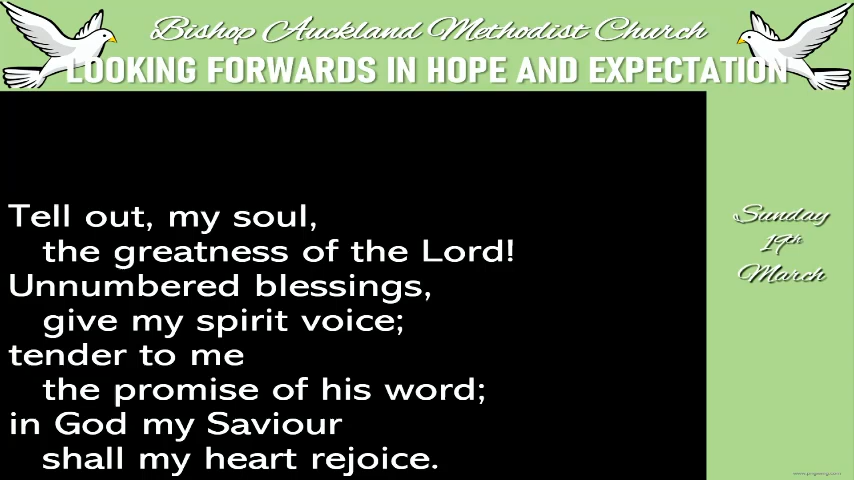 Bishop Auckland Methodist Church
LOOKING FORWARDS IN HOPE AND EXPECTATION
Tell out, my soul,
the greatness of the Lord!
Unnumbered blessings,
give my spirit voice;
tender to me
the promise of his word;
in God my Saviour
shall my heart rejoice.
Sunday
19th
March